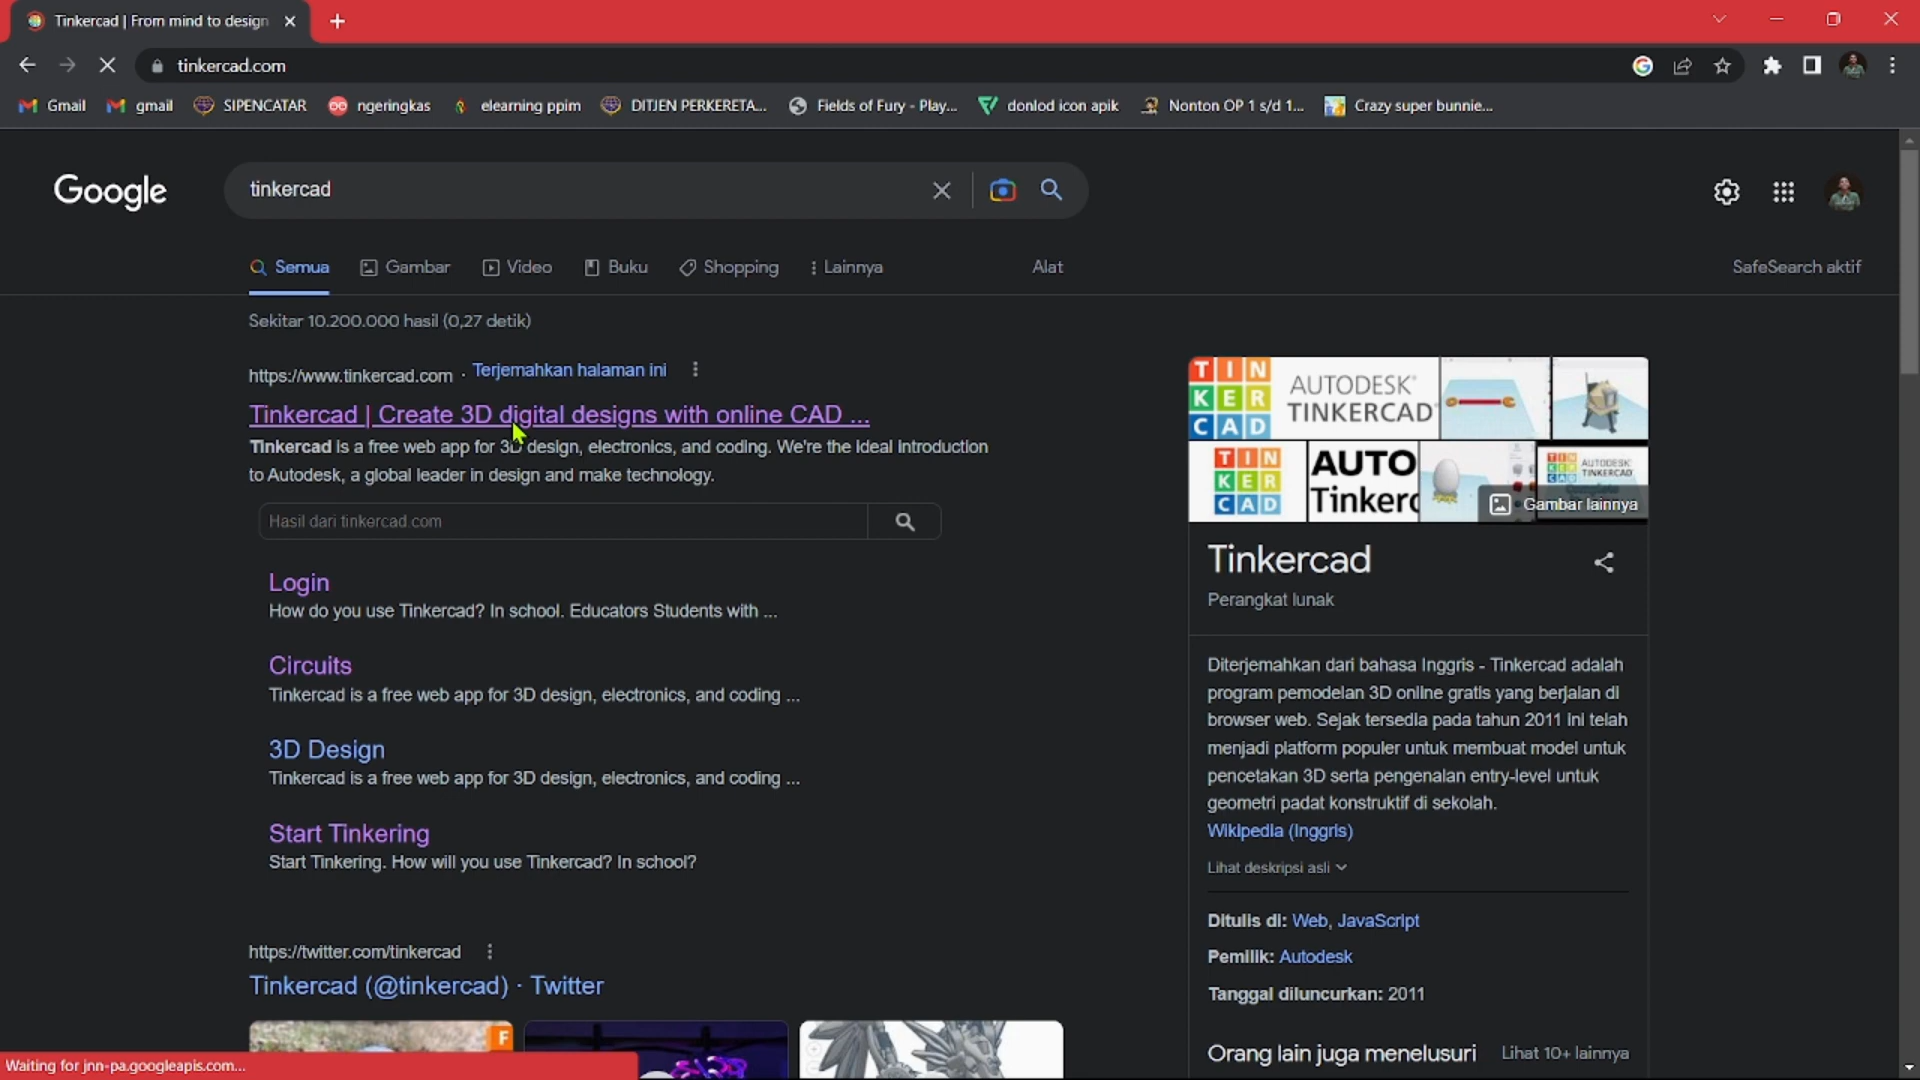 Tinkercad | From mind to design
tinkercad.com
Gmail
gmail
SIPENCATAR
ngeringkas
elearning ppim
DITJEN PERKERETA...
Fields of Fury - Play...
donlod icon apik
Nonton OP 1 s/d 1...
Crazy super bunnie...
Google
tinkercad
Semua
Gambar
Video
Buku
Shopping
Lainnya
Alat
SafeSearch aktif
Sekitar 10.200.000 hasil (0,27 detik)
https://www.tinkercad.com · Terjemahkan halaman ini
Tinkercad | Create 3D digital designs with online CAD ...
Tinkercad is a free web app for 3D design, electronics, and coding. We're the ideal introduction
to Autodesk, a global leader in design and make technology.
Hasil dari tinkercad.com
Login
How do you use Tinkercad? In school. Educators Students with ...
Circuits
Tinkercad is a free web app for 3D design, electronics, and coding ...
3D Design
Tinkercad is a free web app for 3D design, electronics, and coding ...
Start Tinkering
Start Tinkering. How will you use Tinkercad? In school?
https://twitter.com/tinkercad
Tinkercad (@tinkercad) · Twitter
F
TIN
KER
CAD
AUTODESK
TINKERCAD
TIN
KER
CAD
AUTO
Tinkerc
AUTODESK
TINKERCAD
Gambar lainnya
Tinkercad
Perangkat lunak
Diterjemahkan dari bahasa Inggris - Tinkercad adalah
program pemodelan 3D online gratis yang berjalan di
browser web. Sejak tersedia pada tahun 2011 ini telah
menjadi platform populer untuk membuat model untuk
pencetakan 3D serta pengenalan entry-level untuk
geometri padat konstruktif di sekolah.
Wikipedia (Inggris)
Lihat deskripsi asli
Ditulis di: Web, JavaScript
Pemilik: Autodesk
Tanggal diluncurkan: 2011
Orang lain juga menelusuri
Lihat 10+ lainnya
Waiting for jnn-pa.googleapis.com...